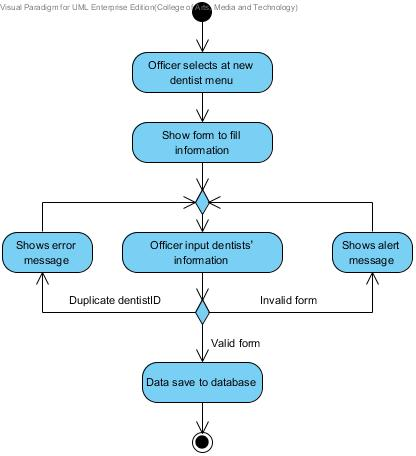 Visual Paradigm for UML Enterprise Edition(College of Arts, Media and Technology)
Officer selects at new
dentist menu
Show form to fill
information
Shows error
message
Officer input dentists'
information
Shows alert
message
Duplicate dentistID
Invalid form
Valid form
Data save to database